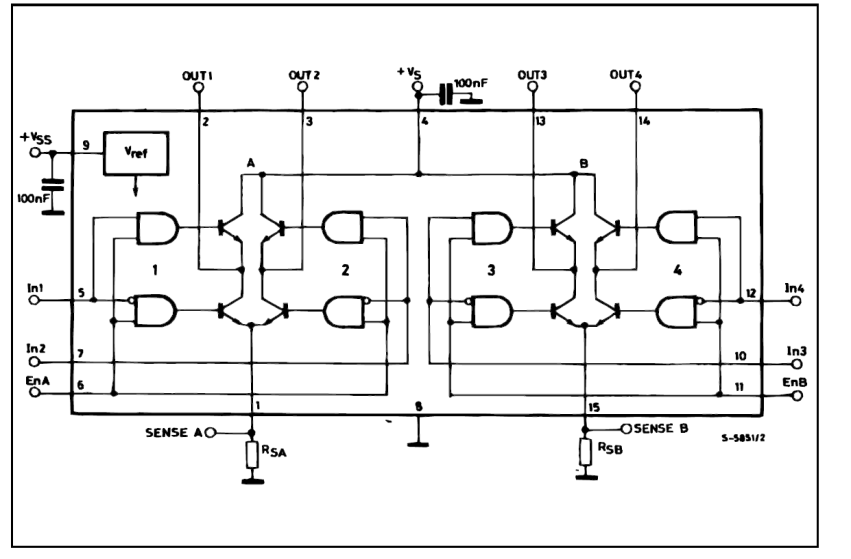 OUT1
OUT2
+VS
100nF
OUT3
OUT4
2
3
4
13
14
+VSS
9
Vref
A
B
100nF
1
2
3
4
In1
5
12
In4
In2
7
10
In3
EnA
6
11
EnB
1
8
15
SENSE A
SENSE B
S-5851/2
RSA
RSB